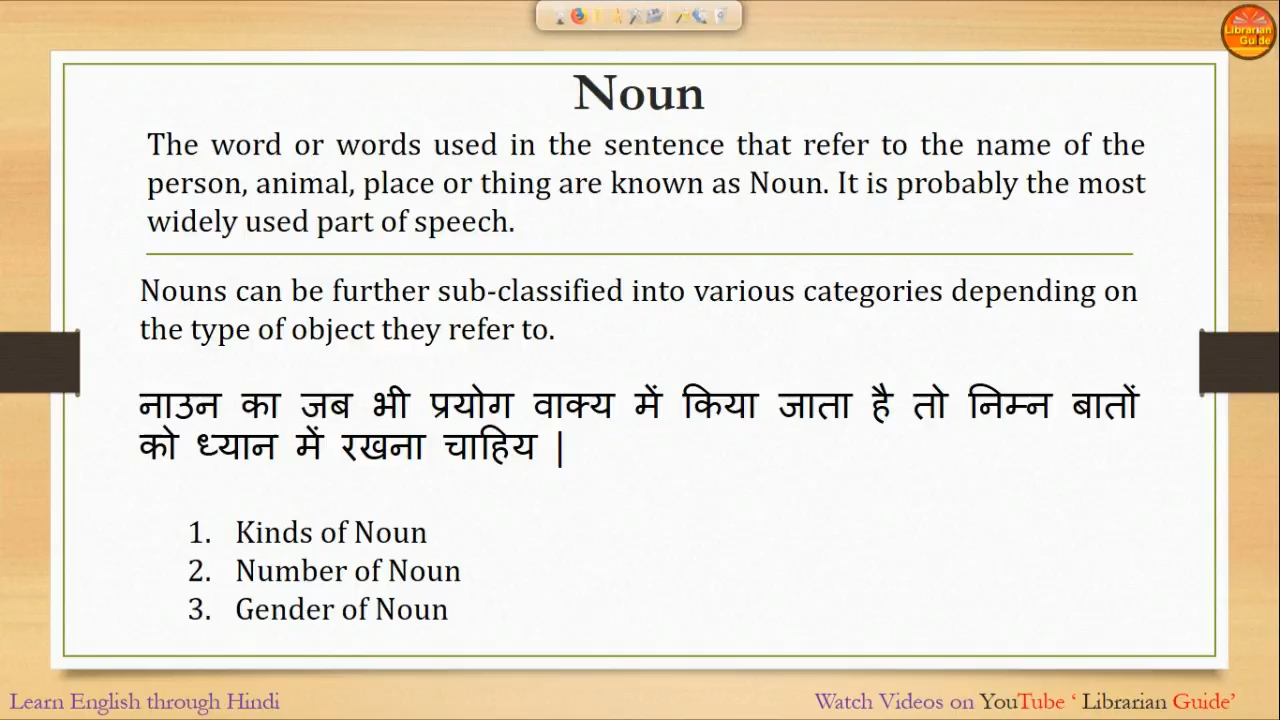 Librarian
Guide
Noun
The word or words used in the sentence that refer to the name of the
person, animal, place or thing are known as Noun. It is probably the most
widely used part of speech.
Nouns can be further sub-classified into various categories depending on
the type of object they refer to.
नाउन का जब भी प्रयोग वाक्य में किया जाता है तो निम्न बातों
को ध्यान में रखना चाहिय |
1. Kinds of Noun
2. Number of Noun
3. Gender of Noun
Learn English through Hindi
Watch Videos on YouTube ‘ Librarian Guide’